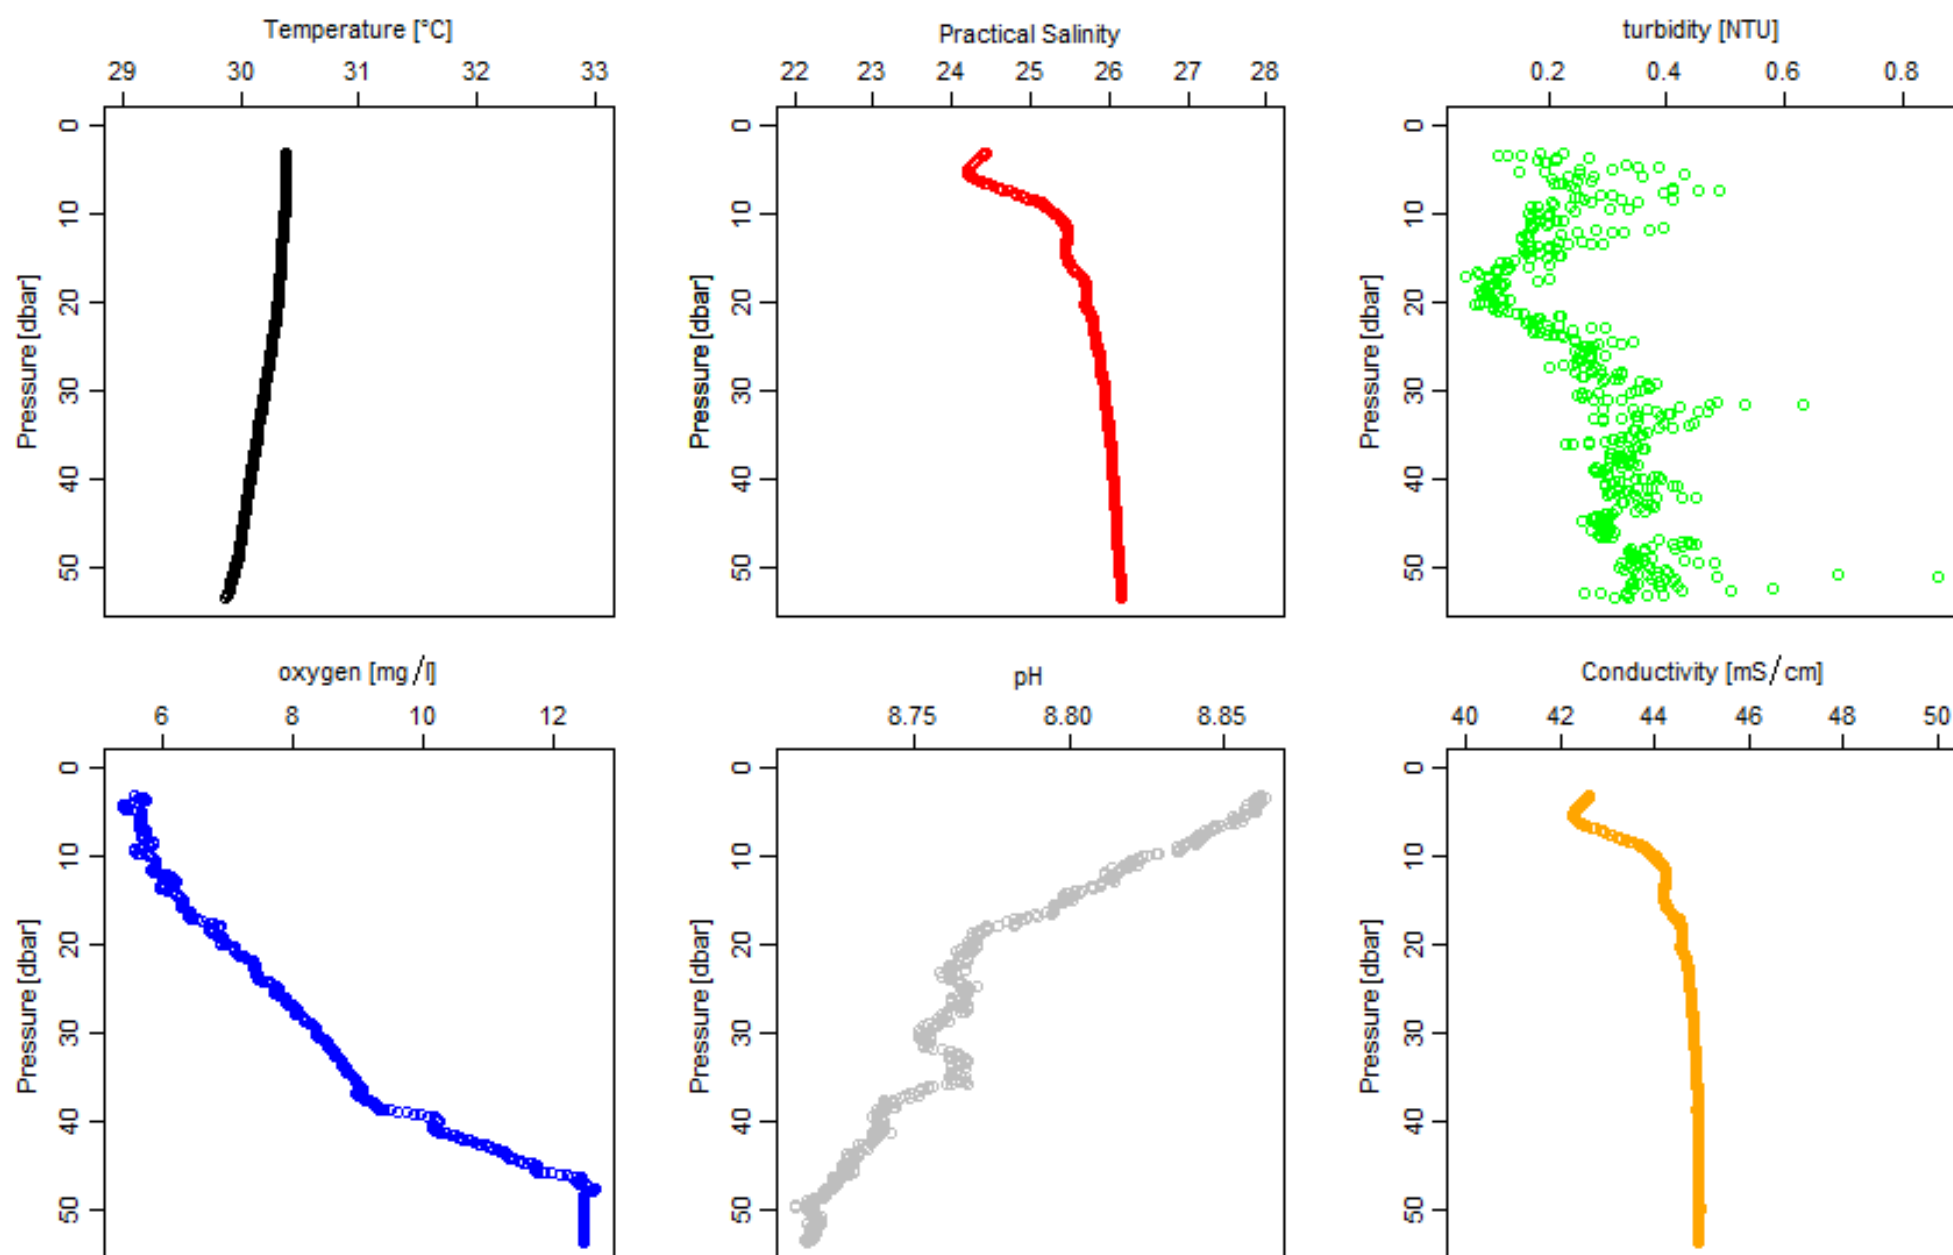 Temperature [°C]
29 30 31 32 33
Pressure [dbar]
0 10 20 30 40 50
Practical Salinity
22 23 24 25 26 27 28
Pressure [dbar]
0 10 20 30 40 50
turbidity [NTU]
0.2 0.4 0.6 0.8
Pressure [dbar]
0 10 20 30 40 50
oxygen [mg/l]
6 8 10 12
Pressure [dbar]
0 10 20 30 40 50
pH
8.75 8.80 8.85
Pressure [dbar]
0 10 20 30 40 50
Conductivity [mS/cm]
40 42 44 46 48 50
Pressure [dbar]
0 10 20 30 40 50